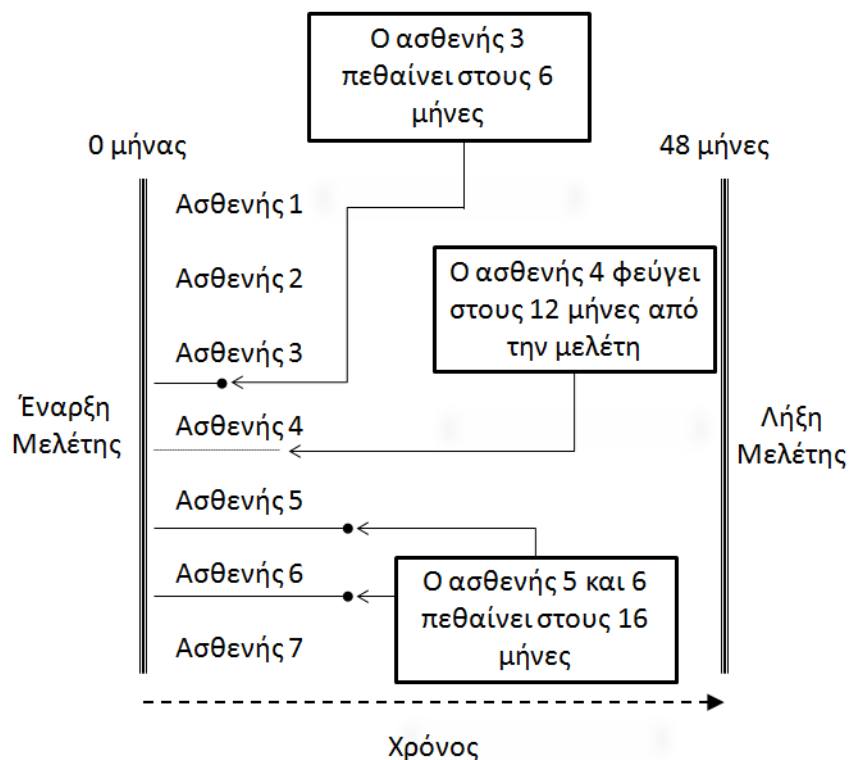 Ο ασθενής 3
πεθαίνει στους 6
μήνες
0 μήνας
48 μήνες
Ασθενής 1
Ασθενής 2
Ο ασθενής 4 φεύγει
στους 12 μήνες από
την μελέτη
Ασθενής 3
Έναρξη
Μελέτης
Ασθενής 4
Λήξη
Μελέτης
Ασθενής 5
Ασθενής 6
Ο ασθενής 5 και 6
πεθαίνει στους 16
μήνες
Ασθενής 7
Χρόνος